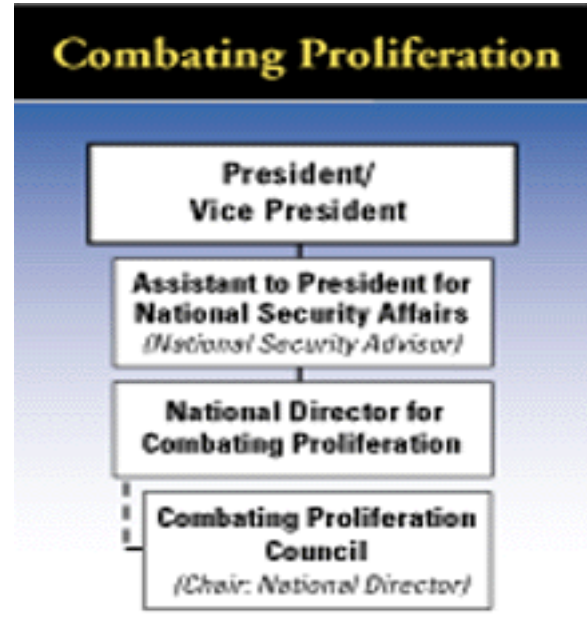 Combating Proliferation
President/
Vice President
Assistant to President for
National Security Affairs
(National Security Advisor)
National Director for
Combating Proliferation
Combating Proliferation
Council
(Chair: National Director)